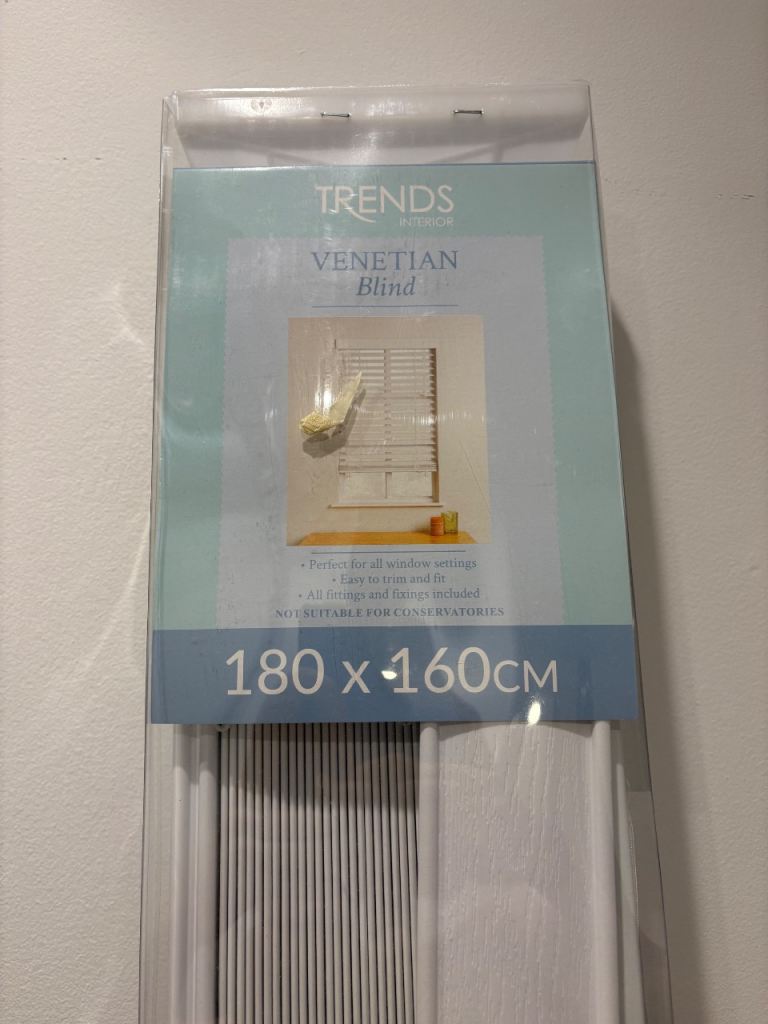 TRENDS
INTERIOR
VENETIAN
Blind
• Perfect for all window settings
• Easy to trim and fit
• All fittings and fixings included
NOT SUITABLE FOR CONSERVATORIES
180 x 160CM